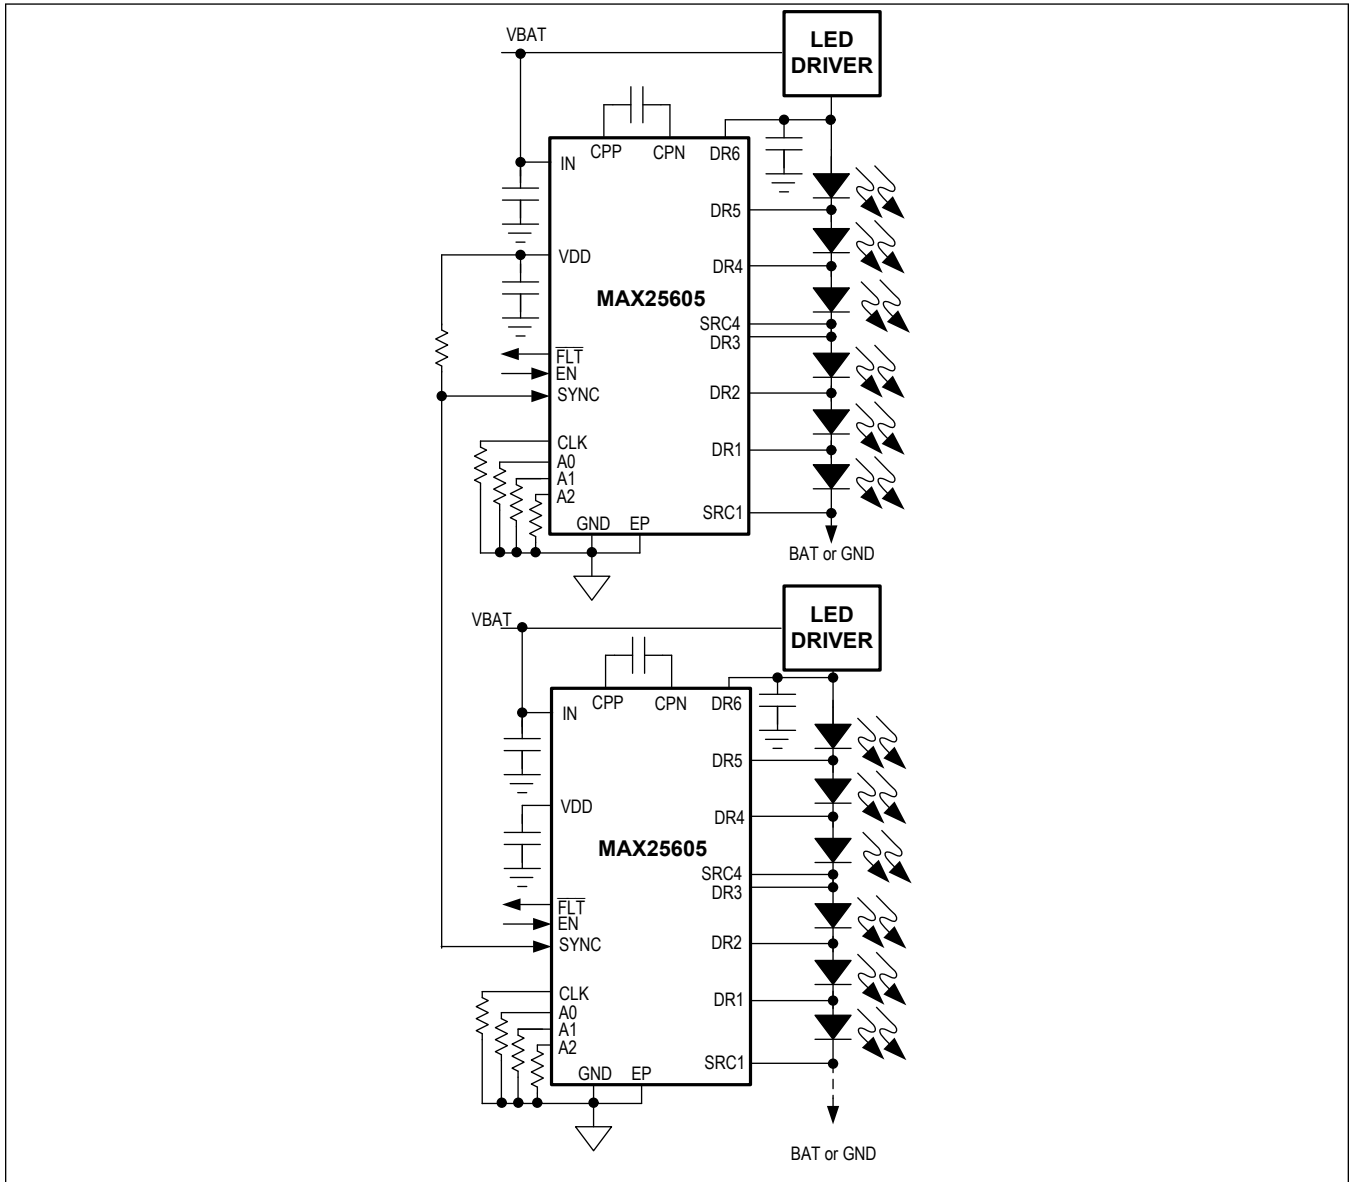 VBAT
LED
DRIVER
CPP
CPN
DR6
IN
DR5
VDD
DR4
MAX25605
SRC4
DR3
FLT
EN
SYNC
DR2
CLK
A0
A1
A2
DR1
SRC1
GND
EP
BAT or GND
VBAT
LED
DRIVER
CPP
CPN
DR6
IN
DR5
VDD
DR4
MAX25605
SRC4
DR3
FLT
EN
SYNC
DR2
CLK
A0
A1
A2
DR1
SRC1
GND
EP
BAT or GND